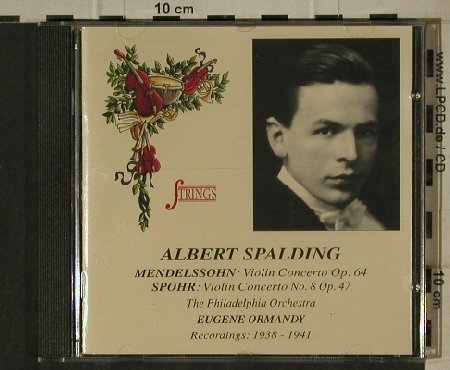 STRINGS
ALBERT SPALDING
MENDELSSOHN: Violin Concerto Op. 64
SPOHR: Violin Concerto No. 8 Op. 47
The Philadelphia Orchestra
EUGENE ORMANDY
Recordings: 1938 - 1941
www.LPCD.de / CD
10 cm
10 cm